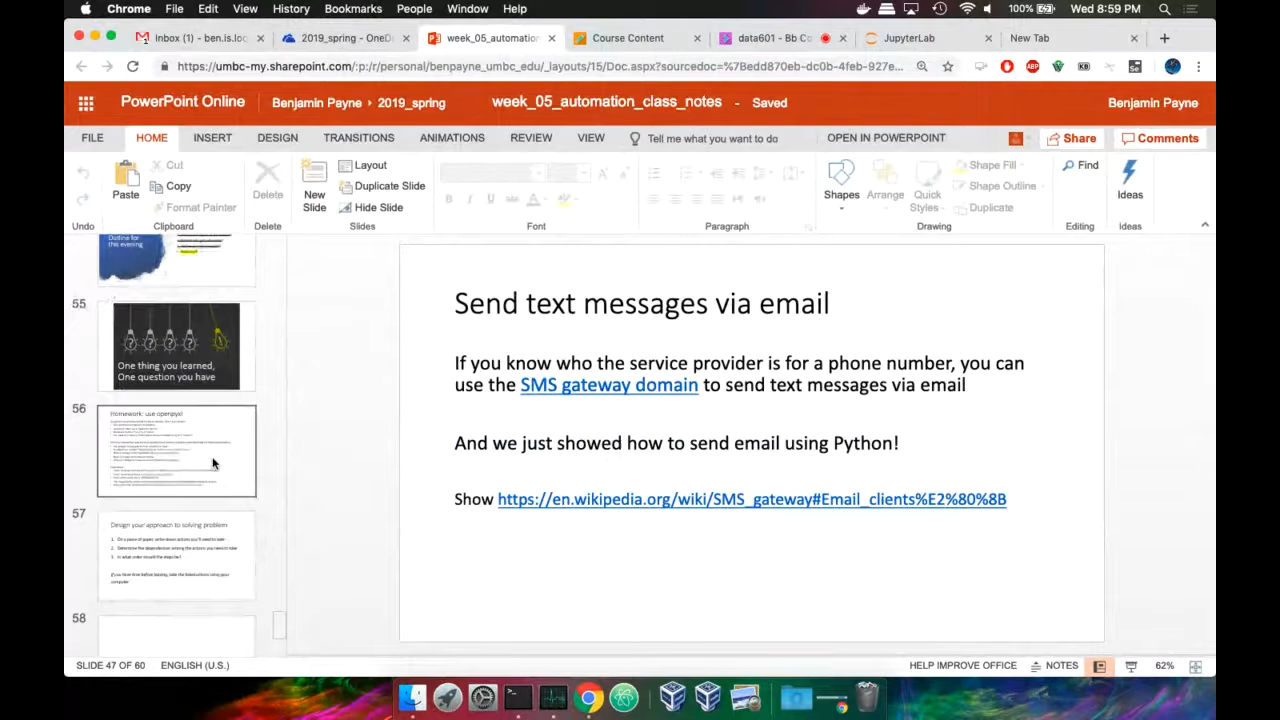 Chrome File Edit View History Bookmarks People Window Help 100% Wed 8:59 PM
Inbox (1) - ben.is.loc 2019_spring - OneD week_05_automation Course Content data601 - Bb Co JupyterLab New Tab
https://umbc-my.sharepoint.com/:p:/r/personal/benpayne_umbc_edu/_layouts/15/Doc.aspx?sourcedoc=%7Bedd870eb-dc0b-4feb-927e...
PowerPoint Online Benjamin Payne › 2019_spring week_05_automation_class_notes - Saved Benjamin Payne
FILE HOME INSERT DESIGN TRANSITIONS ANIMATIONS REVIEW VIEW Tell me what you want to do OPEN IN POWERPOINT Share Comments
Cut Layout Shape Fill Find
Copy Duplicate Slide Shape Outline
Paste Delete New Slide Shapes Arrange Quick Styles Ideas
Format Painter Hide Slide Duplicate
Undo Clipboard Delete Slides Font Paragraph Drawing Editing Ideas
Outline for
this evening
55
One thing you learned,
One question you have
56
Homework: use openpyxl
57
Design your approach to solving problem
58
Send text messages via email
If you know who the service provider is for a phone number, you can
use the SMS gateway domain to send text messages via email
And we just showed how to send email using Python!
Show https://en.wikipedia.org/wiki/SMS_gateway#Email_clients%E2%80%8B
SLIDE 47 OF 60 ENGLISH (U.S.) HELP IMPROVE OFFICE NOTES 62%